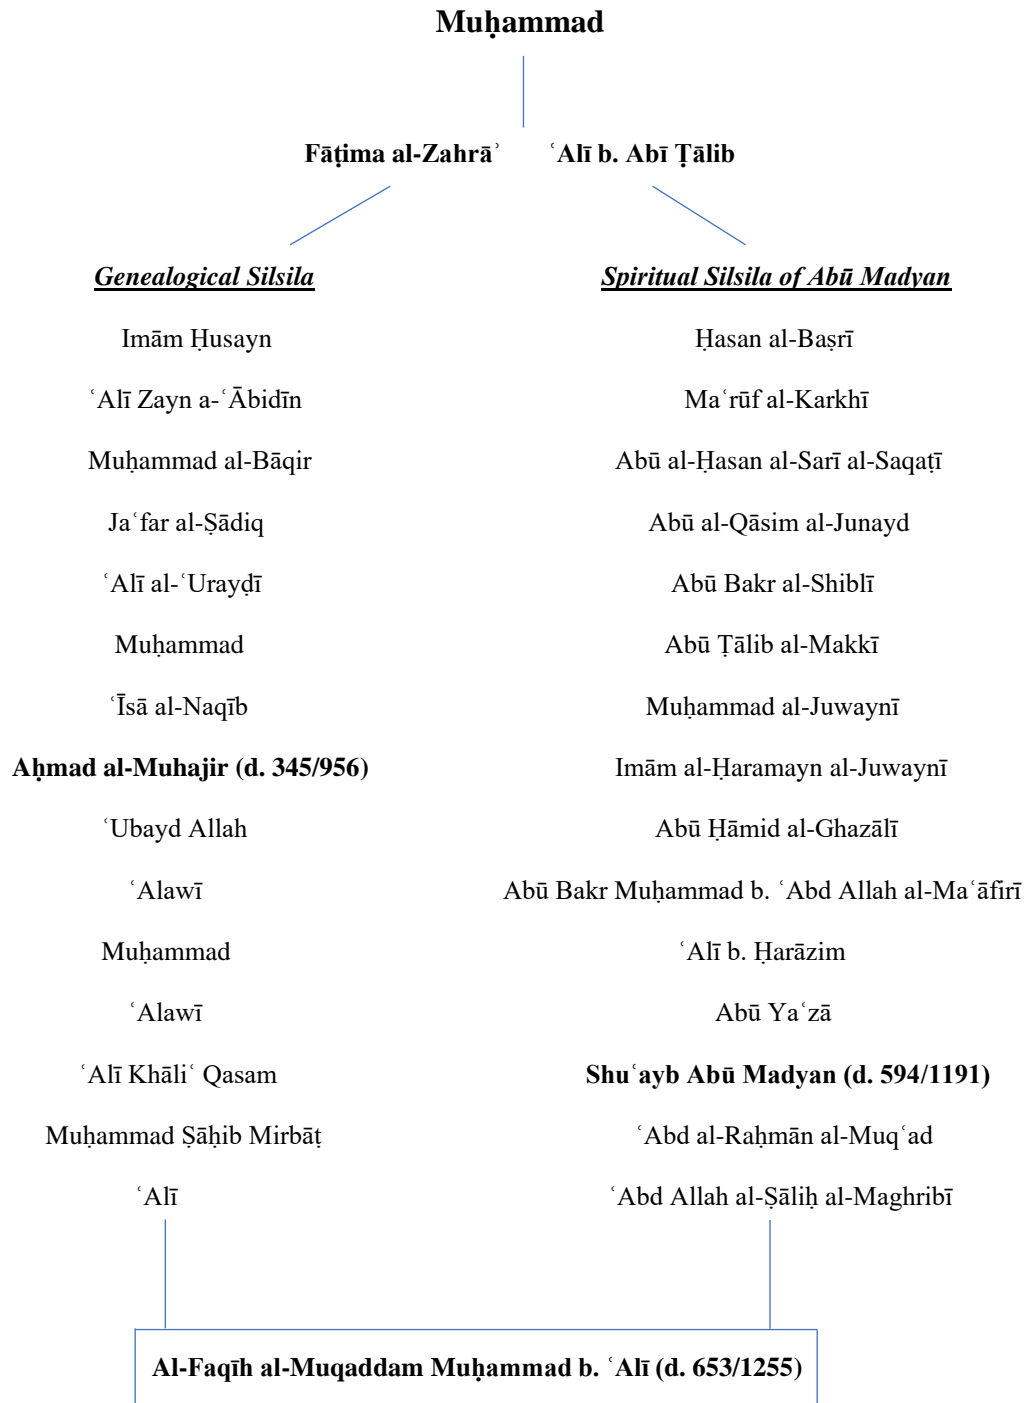 Muḥammad
Fāṭima al-Zahrāʾ ʿAlī b. Abī Ṭālib
Genealogical Silsila
Imām Ḥusayn
ʿAlī Zayn a-ʿĀbidīn
Muḥammad al-Bāqir
Jaʿfar al-Ṣādiq
ʿAlī al-ʿUrayḍī
Muḥammad
ʿĪsā al-Naqīb
Aḥmad al-Muhajir (d. 345/956)
ʿUbayd Allah
ʿAlawī
Muḥammad
ʿAlawī
ʿAlī Khāliʿ Qasam
Muḥammad Ṣāḥib Mirbāṭ
ʿAlī
Spiritual Silsila of Abū Madyan
Ḥasan al-Baṣrī
Maʿrūf al-Karkhī
Abū al-Ḥasan al-Sarī al-Saqaṭī
Abū al-Qāsim al-Junayd
Abū Bakr al-Shiblī
Abū Ṭālib al-Makkī
Muḥammad al-Juwaynī
Imām al-Ḥaramayn al-Juwaynī
Abū Ḥāmid al-Ghazālī
Abū Bakr Muḥammad b. ʿAbd Allah al-Maʿāfirī
ʿAlī b. Ḥarāzim
Abū Yaʿzā
Shuʿayb Abū Madyan (d. 594/1191)
ʿAbd al-Raḥmān al-Muqʿad
ʿAbd Allah al-Ṣāliḥ al-Maghribī
Al-Faqīh al-Muqaddam Muḥammad b. ʿAlī (d. 653/1255)